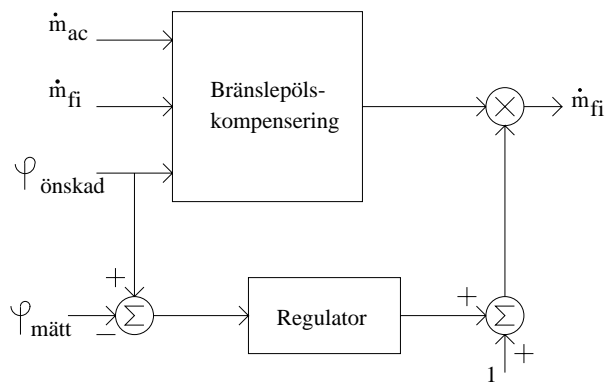 ṁac
ṁfi
φönskad
Bränslepöls-
kompensering
×
ṁfi
+
φmätt
−
Σ
Regulator
+
Σ
+
1